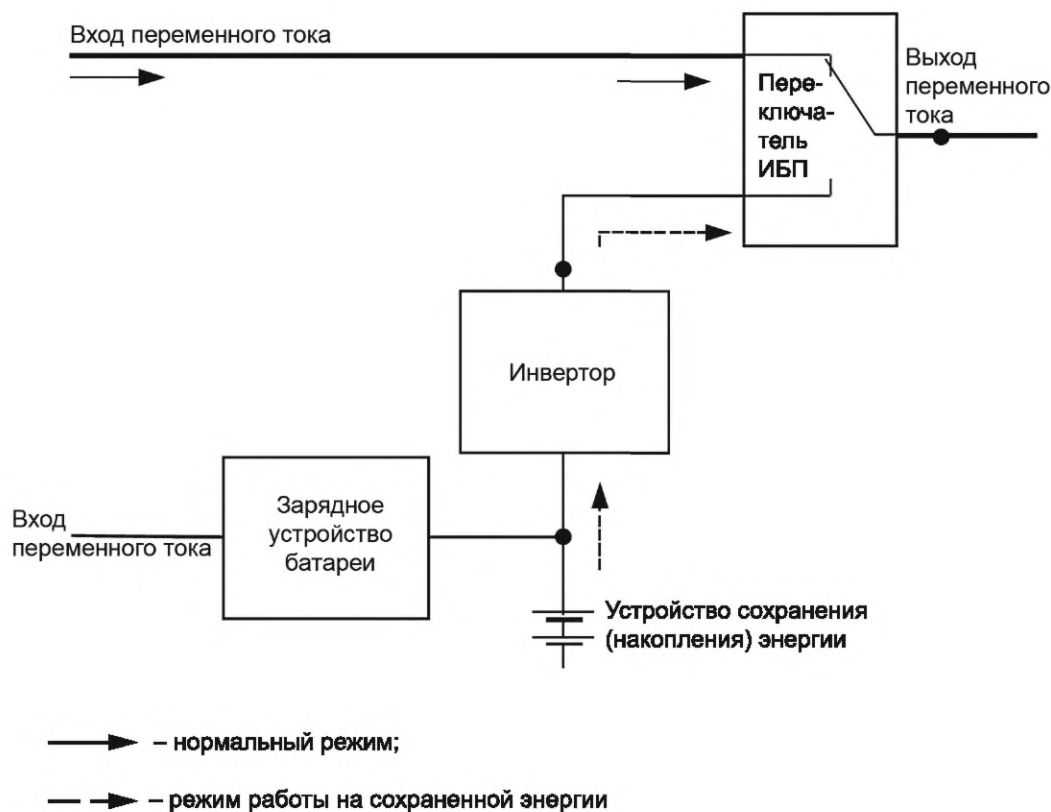 Вход переменного тока
Выход
переменного
тока
Пере-
ключа-
тель
ИБП
Инвертор
Зарядное
устройство
батареи
Вход
переменного тока
Устройство сохранения
(накопления) энергии
– нормальный режим;
– режим работы на сохраненной энергии